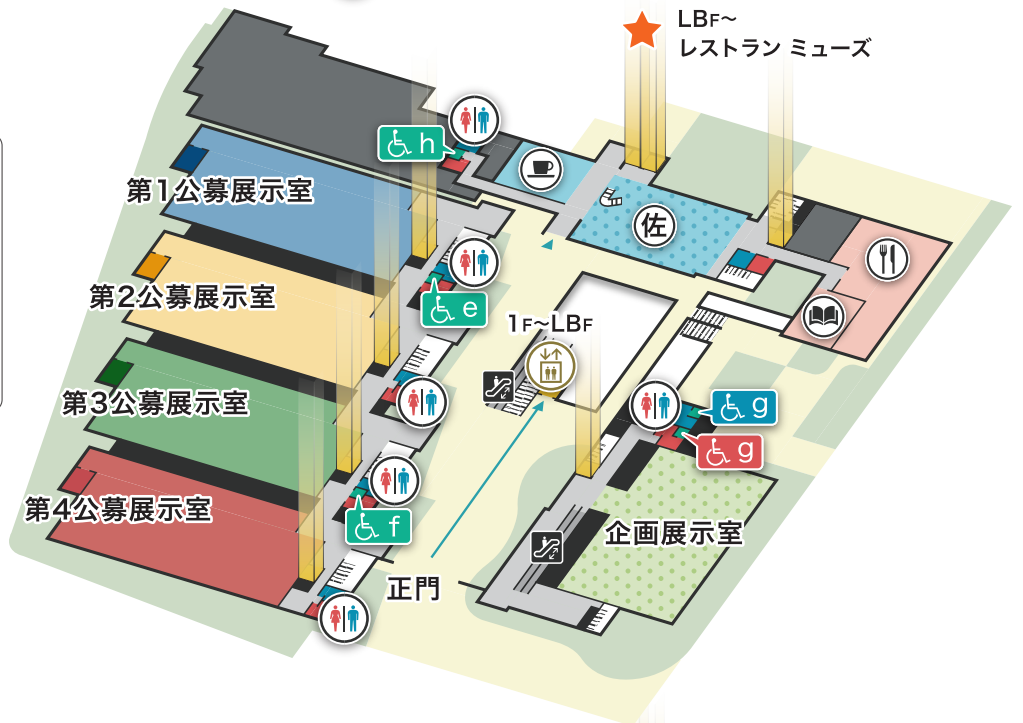 LBF～
レストラン ミューズ
h
第1公募展示室
佐
e
第2公募展示室
1F～LBF
第3公募展示室
g
g
第4公募展示室
f
企画展示室
正門